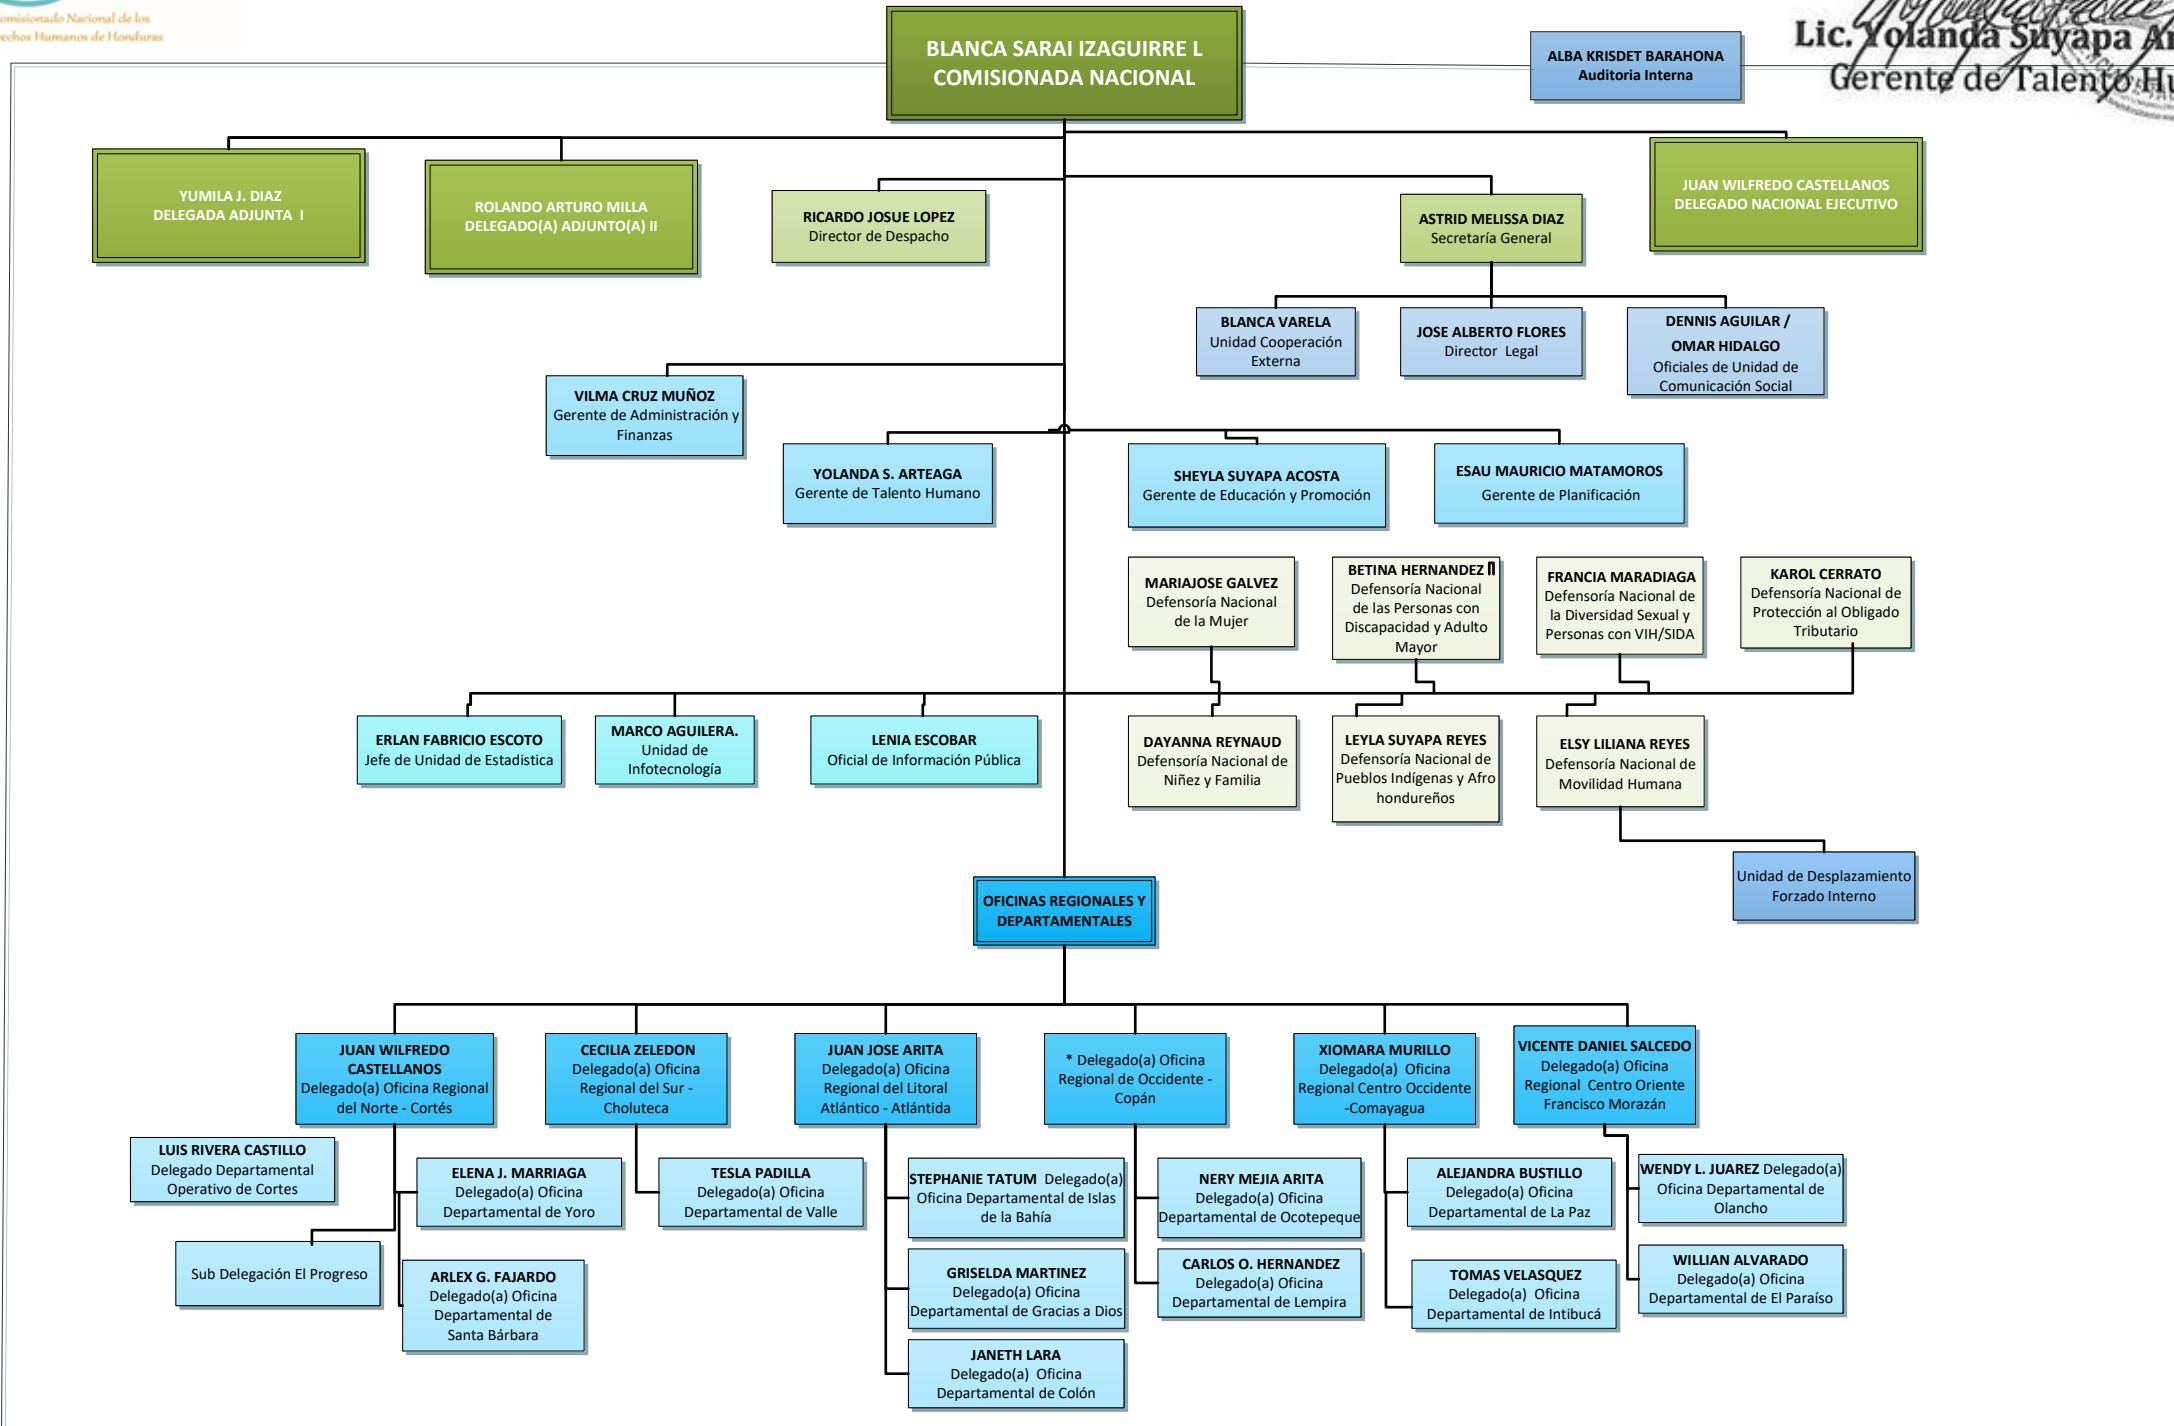 Nacional de los
Humanos de Honduras
BLANCA SARAI IZAGUIRRE L
COMISIONADA NACIONAL
ALBA KRISDET BARAHONA
Auditoria Interna
Lic. Yolanda Suyapa
Gerente de Talento
YUMILA J. DIAZ
DELEGADA ADJUNTA I
ROLANDO ARTURO MILLA
DELEGADO(A) ADJUNTO(A) II
RICARDO JOSUE LOPEZ
Director de Despacho
ASTRID MELISSA DIAZ
Secretaría General
JUAN WILFREDO CASTELLANOS
DELEGADO NACIONAL EJECUTIVO
BLANCA VARELA
Unidad Cooperación
Externa
JOSE ALBERTO FLORES
Director Legal
DENNIS AGUILAR /
OMAR HIDALGO
Oficiales de Unidad de
Comunicación Social
VILMA CRUZ MUÑOZ
Gerente de Administración y
Finanzas
YOLANDA S. ARTEAGA
Gerente de Talento Humano
SHEYLA SUYAPA ACOSTA
Gerente de Educación y Promoción
ESAU MAURICIO MATAMOROS
Gerente de Planificación
MARIAJOSE GALVEZ
Defensoría Nacional
de la Mujer
BETINA HERNANDEZ
Defensoría Nacional
de las Personas con
Discapacidad y Adulto
Mayor
FRANCIA MARADIAGA
Defensoría Nacional de
la Diversidad Sexual y
Personas con VIH/SIDA
KAROL CERRATO
Defensoría Nacional de
Protección al Obligado
Tributario
ERLAN FABRICIO ESCOTO
Jefe de Unidad de Estadistica
MARCO AGUILERA.
Unidad de
Infotecnología
LENIA ESCOBAR
Oficial de Información Pública
DAYANNA REYNAUD
Defensoría Nacional de
Niñez y Familia
LEYLA SUYAPA REYES
Defensoría Nacional de
Pueblos Indígenas y Afro
hondureños
ELSY LILIANA REYES
Defensoría Nacional de
Movilidad Humana
Unidad de Desplazamiento
Forzado Interno
OFICINAS REGIONALES Y
DEPARTAMENTALES
JUAN WILFREDO
CASTELLANOS
Delegado(a) Oficina Regional
del Norte - Cortés
CECILIA ZELEDON
Delegado(a) Oficina
Regional del Sur -
Choluteca
JUAN JOSE ARITA
Delegado(a) Oficina
Regional del Litoral
Atlántico - Atlántida
* Delegado(a) Oficina
Regional de Occidente -
Copán
XIOMARA MURILLO
Delegado(a) Oficina
Regional Centro Occidente
-Comayagua
VICENTE DANIEL SALCEDO
Delegado(a) Oficina
Regional Centro Oriente
Francisco Morazán
LUIS RIVERA CASTILLO
Delegado Departamental
Operativo de Cortes
ELENA J. MARRIAGA
Delegado(a) Oficina
Departamental de Yoro
TESLA PADILLA
Delegado(a) Oficina
Departamental de Valle
STEPHANIE TATUM Delegado(a)
Oficina Departamental de Islas
de la Bahía
NERY MEJIA ARITA
Delegado(a) Oficina
Departamental de Ocotepeque
ALEJANDRA BUSTILLO
Delegado(a) Oficina
Departamental de La Paz
WENDY L. JUAREZ Delegado(a)
Oficina Departamental de
Olancho
Sub Delegación El Progreso
ARLEX G. FAJARDO
Delegado(a) Oficina
Departamental de
Santa Bárbara
GRISELDA MARTINEZ
Delegado(a) Oficina
Departamental de Gracias a Dios
CARLOS O. HERNANDEZ
Delegado(a) Oficina
Departamental de Lempira
TOMAS VELASQUEZ
Delegado(a) Oficina
Departamental de Intibucá
WILLIAN ALVARADO
Delegado(a) Oficina
Departamental de El Paraíso
JANETH LARA
Delegado(a) Oficina
Departamental de Colón